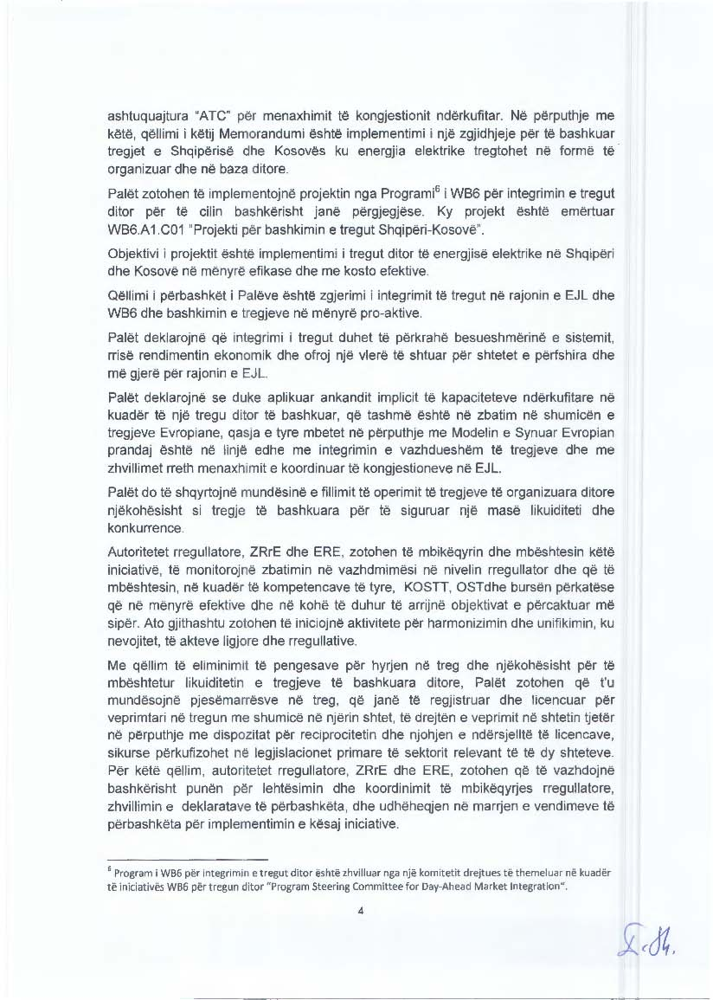 ashtuquajtura "ATC" për menaxhimit të kongjestionit ndërkufitar. Në përputhje me
këtë, qëllimi i këtij Memorandumi është implementimi i një zgjidhjeje për të bashkuar
tregjet e Shqipërisë dhe Kosovës ku energjia elektrike tregtohet në formë të
organizuar dhe në baza ditore.
Palët zotohen të implementojnë projektin nga Programi⁶ i WB6 për integrimin e tregut
ditor për të cilin bashkërisht janë përgjegjëse. Ky projekt është emërtuar
WB6.A1.C01 "Projekti për bashkimin e tregut Shqipëri-Kosovë".
Objektivi i projektit është implementimi i tregut ditor të energjisë elektrike në Shqipëri
dhe Kosovë në mënyrë efikase dhe me kosto efektive.
Qëllimi i përbashkët i Palëve është zgjerimi i integrimit të tregut në rajonin e EJL dhe
WB6 dhe bashkimin e tregjeve në mënyrë pro-aktive.
Palët deklarojnë që integrimi i tregut duhet të përkrahë besueshmërinë e sistemit,
rrisë rendimentin ekonomik dhe ofroj një vlerë të shtuar për shtetet e përfshira dhe
më gjerë për rajonin e EJL.
Palët deklarojnë se duke aplikuar ankandit implicit të kapaciteteve ndërkufitare në
kuadër të një tregu ditor të bashkuar, që tashmë është në zbatim në shumicën e
tregjeve Evropiane, qasja e tyre mbetet në përputhje me Modelin e Synuar Evropian
prandaj është në linjë edhe me integrimin e vazhdueshëm të tregjeve dhe me
zhvillimet rreth menaxhimit e koordinuar të kongjestioneve në EJL.
Palët do të shqyrtojnë mundësinë e fillimit të operimit të tregjeve të organizuara ditore
njëkohësisht si tregje të bashkuara për të siguruar një masë likuiditeti dhe
konkurrence.
Autoritetet rregullatore, ZRrE dhe ERE, zotohen të mbikëqyrin dhe mbështesin këtë
iniciativë, të monitorojnë zbatimin në vazhdmimësi në nivelin rregullator dhe që të
mbështesin, në kuadër të kompetencave të tyre, KOSTT, OSTdhe bursën përkatëse
që në mënyrë efektive dhe në kohë të duhur të arrijnë objektivat e përcaktuar më
sipër. Ato gjithashtu zotohen të iniciojnë aktivitete për harmonizimin dhe unifikimin, ku
nevojitet, të akteve ligjore dhe rregullative.
Me qëllim të eliminimit të pengesave për hyrjen në treg dhe njëkohësisht për të
mbështetur likuiditetin e tregjeve të bashkuara ditore, Palët zotohen që t'u
mundësojnë pjesëmarrësve në treg, që janë të regjistruar dhe licencuar për
veprimtari në tregun me shumicë në njërin shtet, të drejtën e veprimit në shtetin tjetër
në përputhje me dispozitat për reciprocitetin dhe njohjen e ndërsjelltë të licencave,
sikurse përkufizohet në legjislacionet primare të sektorit relevant të të dy shteteve.
Për këtë qëllim, autoritetet rregullatore, ZRrE dhe ERE, zotohen që të vazhdojnë
bashkërisht punën për lehtësimin dhe koordinimit të mbikëqyrjes rregullatore,
zhvillimin e deklaratave të përbashkëta, dhe udhëheqjen në marrjen e vendimeve të
përbashkëta për implementimin e kësaj iniciative.
⁶ Program i WB6 për integrimin e tregut ditor është zhvilluar nga një komitetit drejtues të themeluar në kuadër
të iniciativës WB6 për tregun ditor "Program Steering Committee for Day-Ahead Market Integration".
4